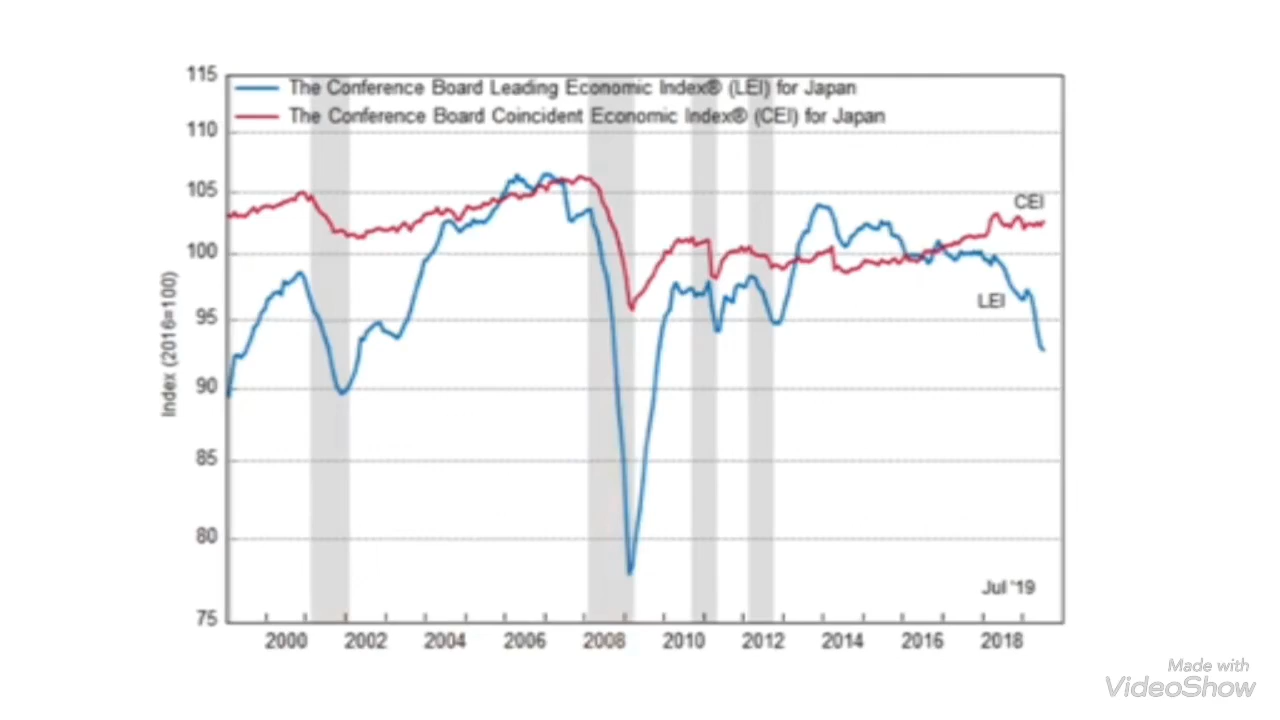 115
The Conference Board Leading Economic Index® (LEI) for Japan
The Conference Board Coincident Economic Index® (CEI) for Japan
110
105
100
95
90
85
80
75
Index (2016=100)
CEI
LEI
Jul '19
2000 2002 2004 2006 2008 2010 2012 2014 2016 2018
Made with
VideoShow